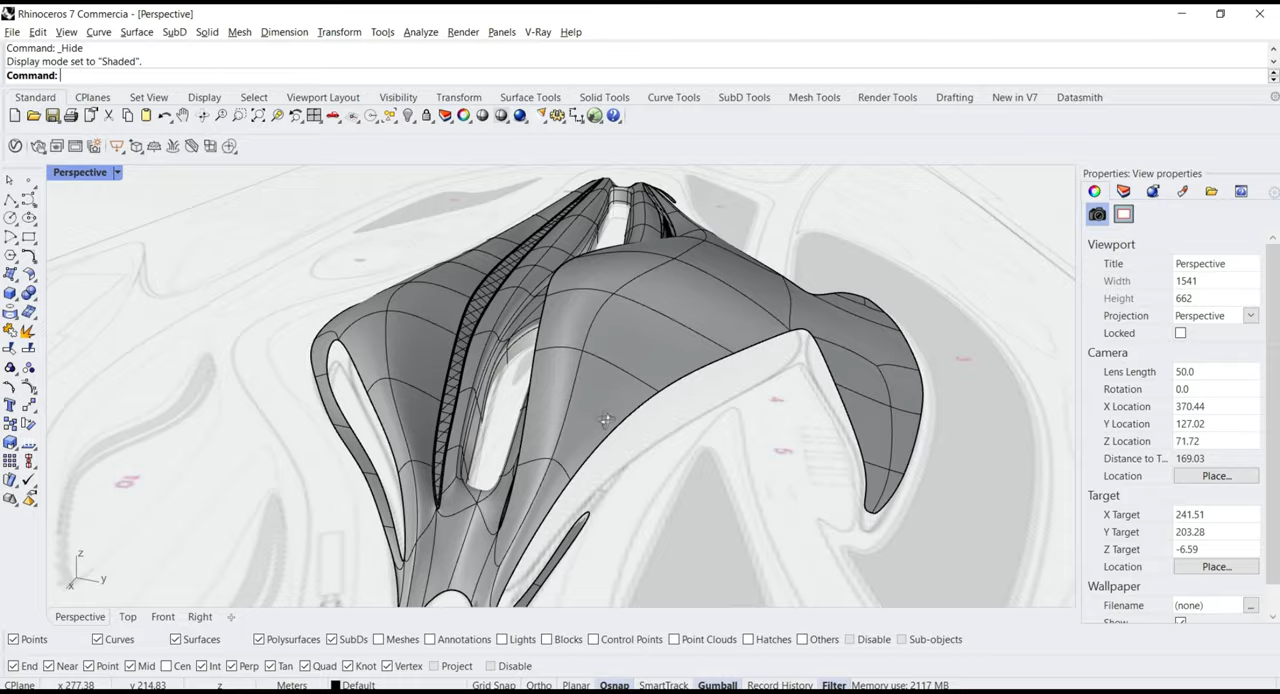 Rhinoceros 7 Commercia - [Perspective]
File Edit View Curve Surface SubD Solid Mesh Dimension Transform Tools Analyze Render Panels V-Ray Help
Command: _Hide
Display mode set to "Shaded".
Command:
Standard CPlanes Set View Display Select Viewport Layout Visibility Transform Surface Tools Solid Tools Curve Tools SubD Tools Mesh Tools Render Tools Drafting New in V7 Datasmith
Perspective
Properties: View properties
Viewport
Title Perspective
Width 1541
Height 662
Projection Perspective
Locked
Camera
Lens Length 50.0
Rotation 0.0
X Location 370.44
Y Location 127.02
Z Location 71.72
Distance to T... 169.03
Location Place...
Target
X Target 241.51
Y Target 203.28
Z Target -6.59
Location Place...
Wallpaper
Filename (none) ...
Show
z
y
x
Perspective Top Front Right
Points Curves Surfaces Polysurfaces SubDs Meshes Annotations Lights Blocks Control Points Point Clouds Hatches Others Disable Sub-objects
End Near Point Mid Cen Int Perp Tan Quad Knot Vertex Project Disable
CPlane x 277.38 y 214.83 z Meters Default Grid Snap Ortho Planar Osnap SmartTrack Gumball Record History Filter Memory use: 2117 MB